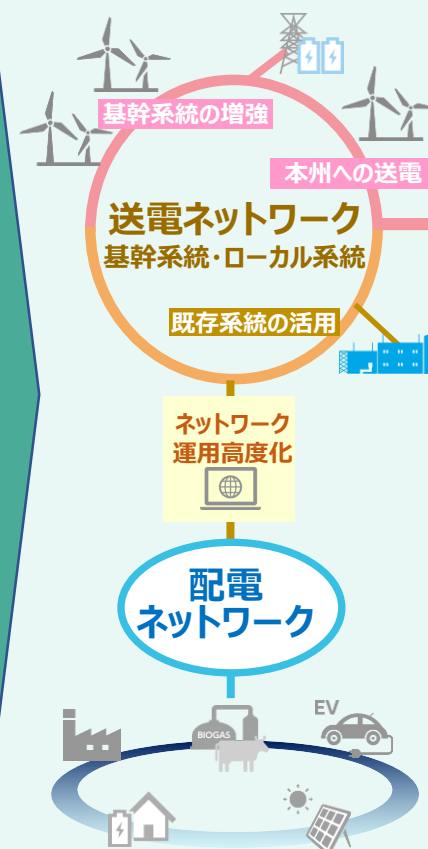 基幹系統の増強
本州への送電
送電ネットワーク
基幹系統・ローカル系統
既存系統の活用
ネットワーク
運用高度化
配電
ネットワーク
EV
BIOGAS